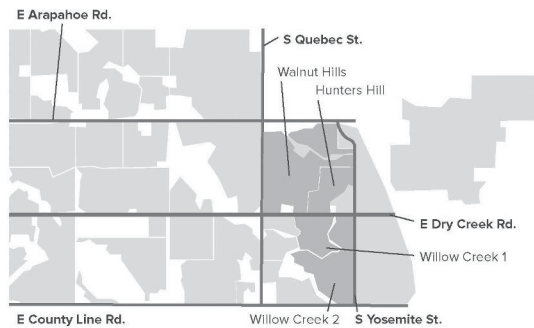 E Arapahoe Rd.
S Quebec St.
Walnut Hills
Hunters Hill
E Dry Creek Rd.
Willow Creek 1
E County Line Rd.
Willow Creek 2
S Yosemite St.